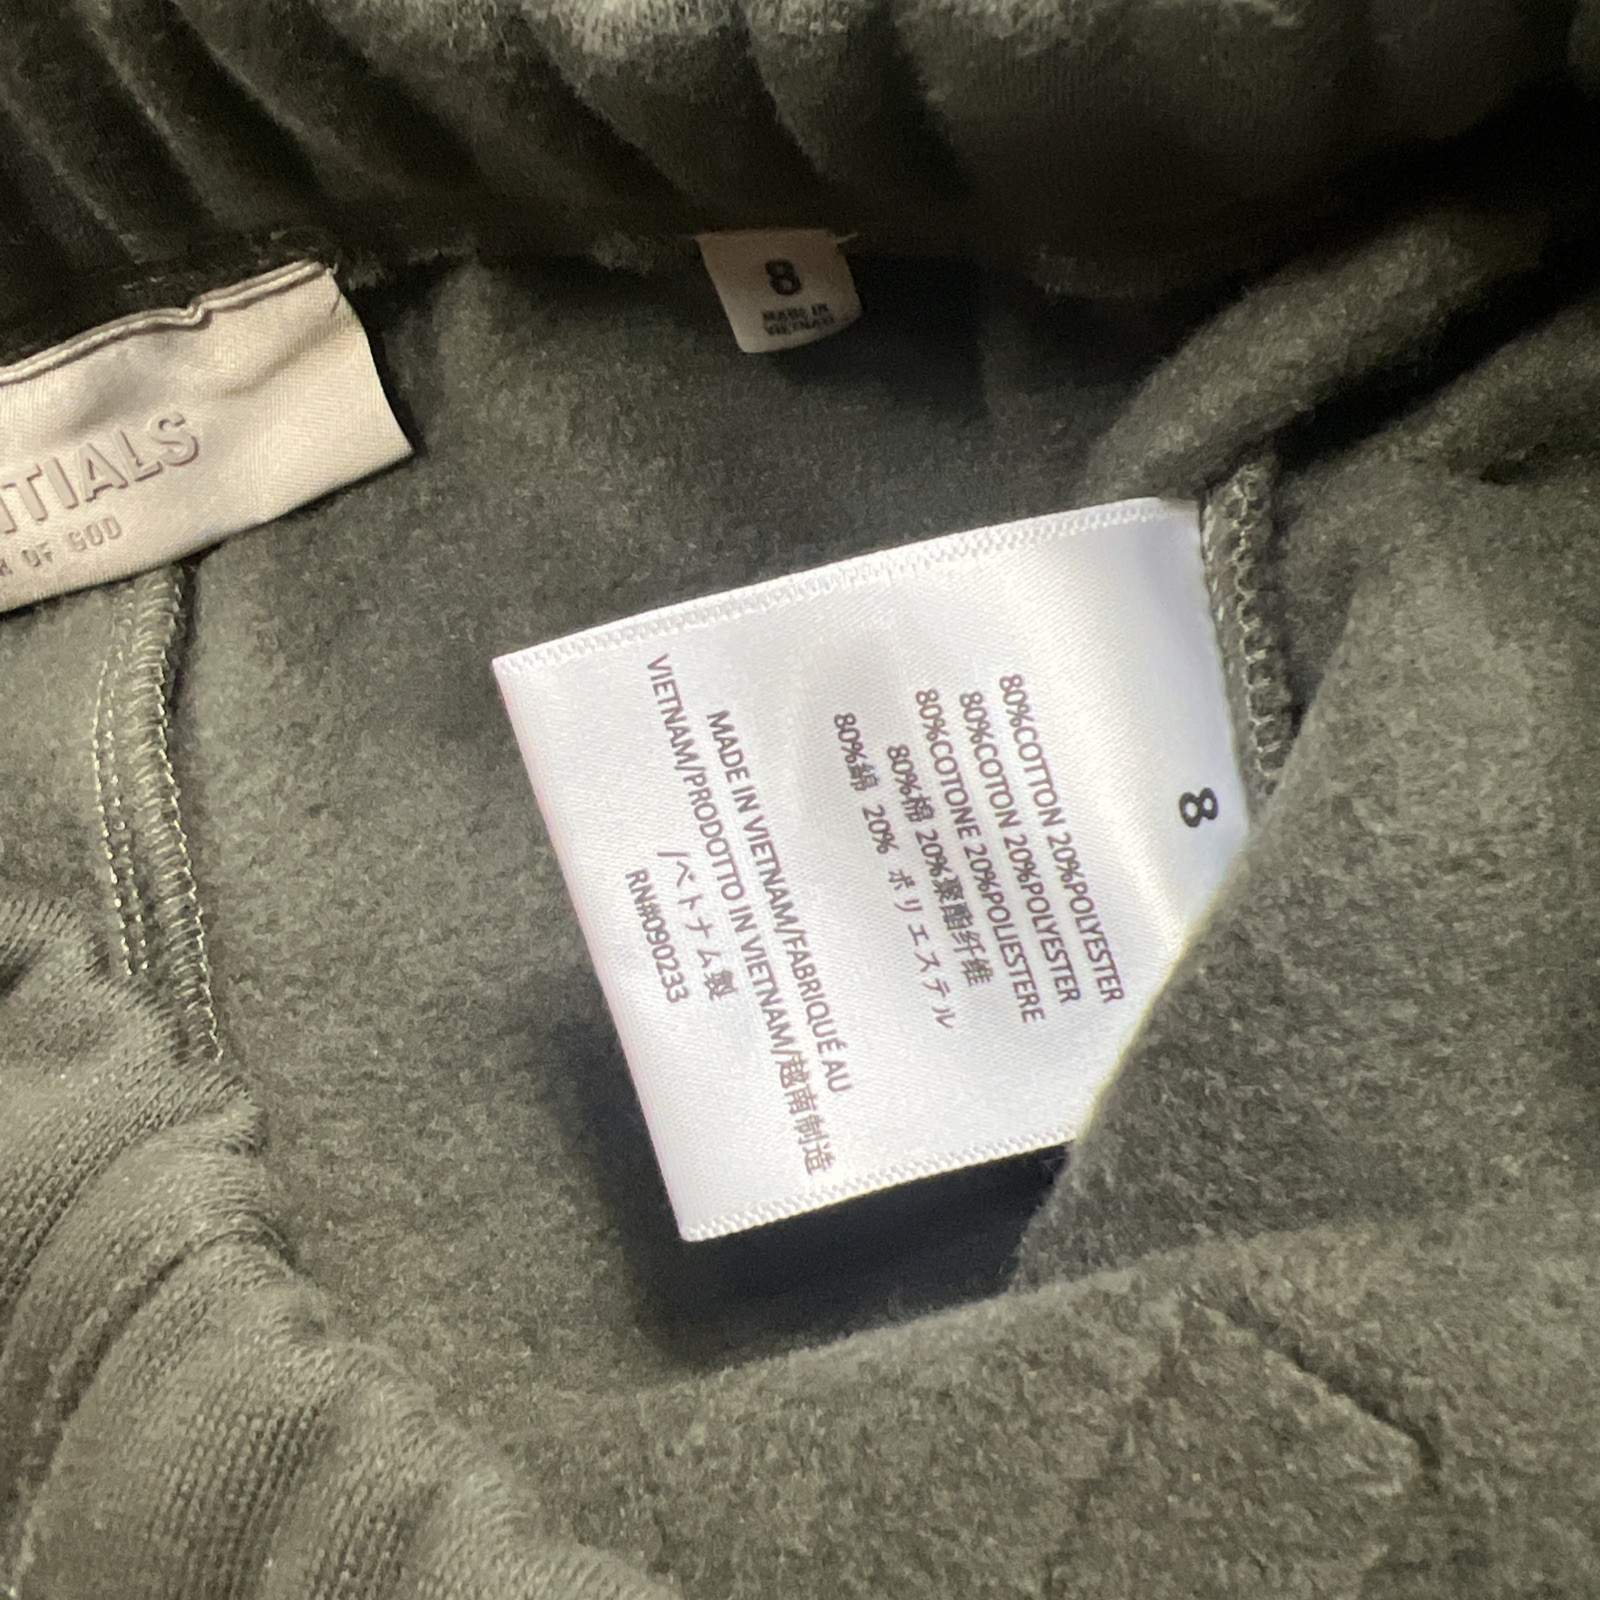 TIALS
OF GOD
8
MADE IN
VIETNAM
8
80%COTTON 20%POLYESTER
80%COTON 20%POLYESTER
80%COTONE 20%POLIESTERE
80%棉 20%聚酯纤维
80%綿 20% ポリエステル
MADE IN VIETNAM/FABRIQUÉ AU
VIETNAM/PRODOTTO IN VIETNAM/越南制造
/ベトナム製
RN#090233